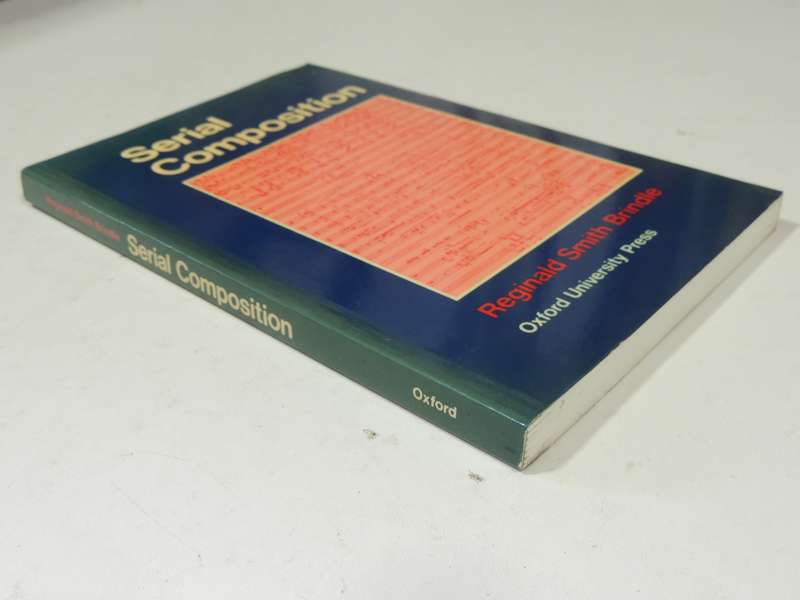 Serial
Composition
Reginald Smith Brindle
Oxford University Press
Reginald Smith Brindle
Serial Composition
Oxford